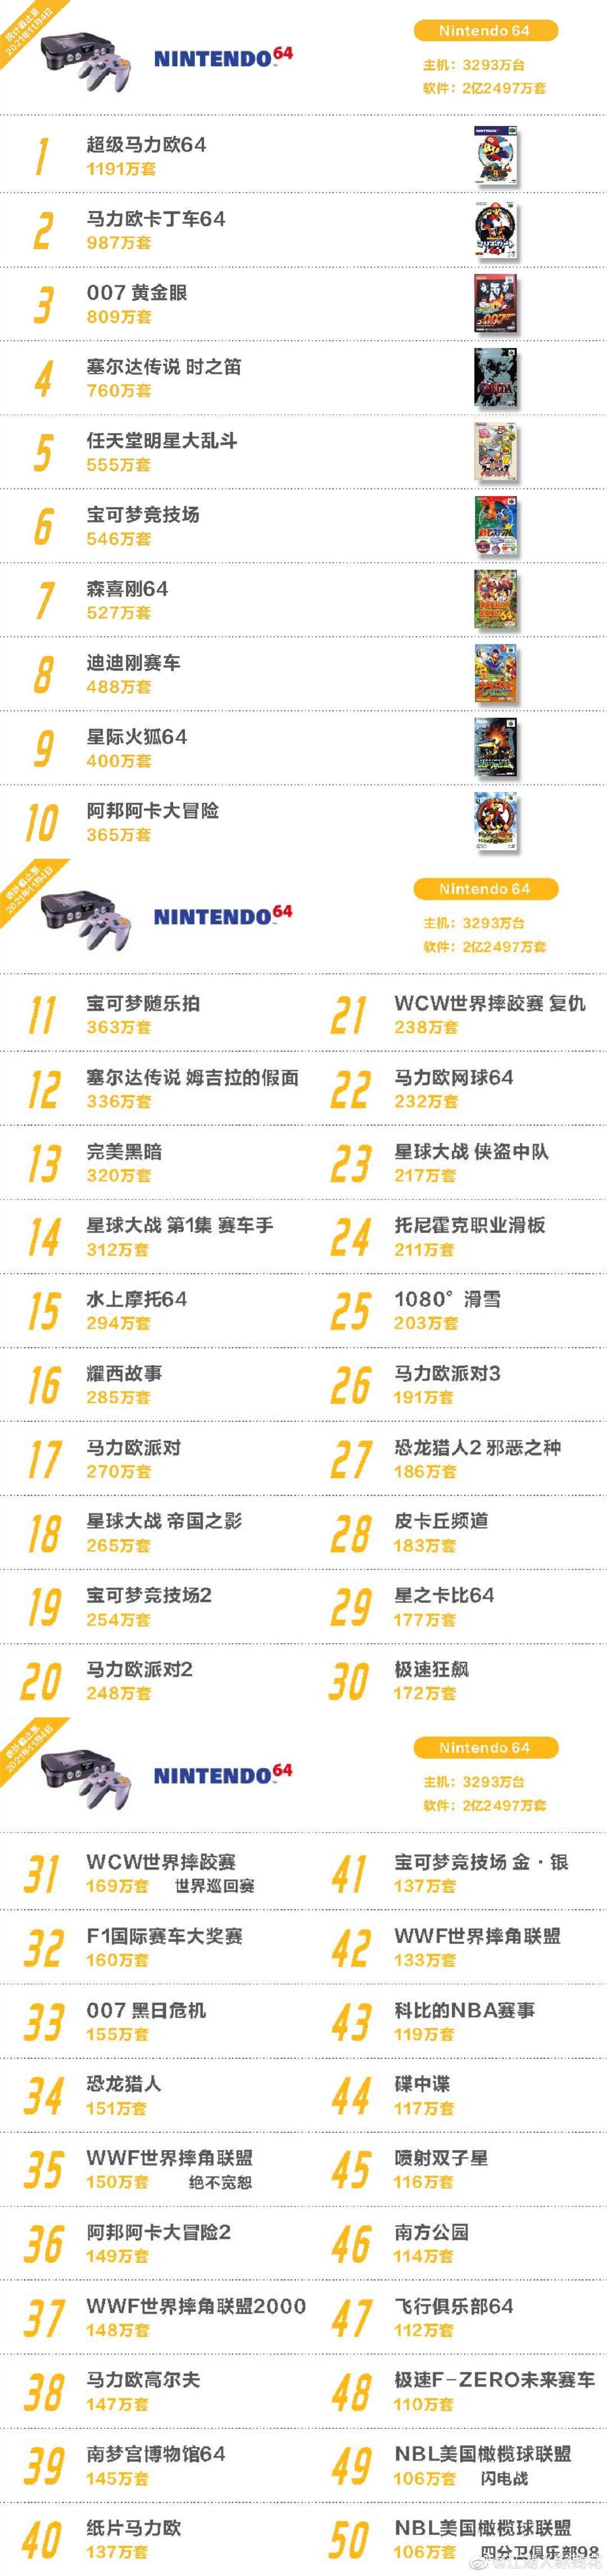 统计截止至
2021年11月4日
NINTENDO64
Nintendo 64
主机：3293万台
软件：2亿2497万套
1
超级马力欧64
1191万套
2
马力欧卡丁车64
987万套
3
007 黄金眼
809万套
4
塞尔达传说 时之笛
760万套
5
任天堂明星大乱斗
555万套
6
宝可梦竞技场
546万套
7
森喜刚64
527万套
8
迪迪刚赛车
488万套
9
星际火狐64
400万套
10
阿邦阿卡大冒险
365万套
统计截止至
2021年11月4日
NINTENDO64
Nintendo 64
主机：3293万台
软件：2亿2497万套
11
宝可梦随乐拍
363万套
12
塞尔达传说 姆吉拉的假面
336万套
13
完美黑暗
320万套
14
星球大战 第1集 赛车手
312万套
15
水上摩托64
294万套
16
耀西故事
285万套
17
马力欧派对
270万套
18
星球大战 帝国之影
265万套
19
宝可梦竞技场2
254万套
20
马力欧派对2
248万套
21
WCW世界摔跤赛 复仇
238万套
22
马力欧网球64
232万套
23
星球大战 侠盗中队
217万套
24
托尼霍克职业滑板
211万套
25
1080°滑雪
203万套
26
马力欧派对3
191万套
27
恐龙猎人2 邪恶之种
186万套
28
皮卡丘频道
183万套
29
星之卡比64
177万套
30
极速狂飙
172万套
统计截止至
2021年11月4日
NINTENDO64
Nintendo 64
主机：3293万台
软件：2亿2497万套
31
WCW世界摔跤赛
169万套 世界巡回赛
32
F1国际赛车大奖赛
160万套
33
007 黑日危机
155万套
34
恐龙猎人
151万套
35
WWF世界摔角联盟
150万套 绝不宽恕
36
阿邦阿卡大冒险2
149万套
37
WWF世界摔角联盟2000
148万套
38
马力欧高尔夫
147万套
39
南梦宫博物馆64
145万套
40
纸片马力欧
137万套
41
宝可梦竞技场 金·银
137万套
42
WWF世界摔角联盟
133万套
43
科比的NBA赛事
119万套
44
碟中谍
117万套
45
喷射双子星
116万套
46
南方公园
114万套
47
飞行俱乐部64
112万套
48
极速F-ZERO未来赛车
110万套
49
NBL美国橄榄球联盟
106万套 闪电战
50
NBL美国橄榄球联盟
106万套 四分卫俱乐部98